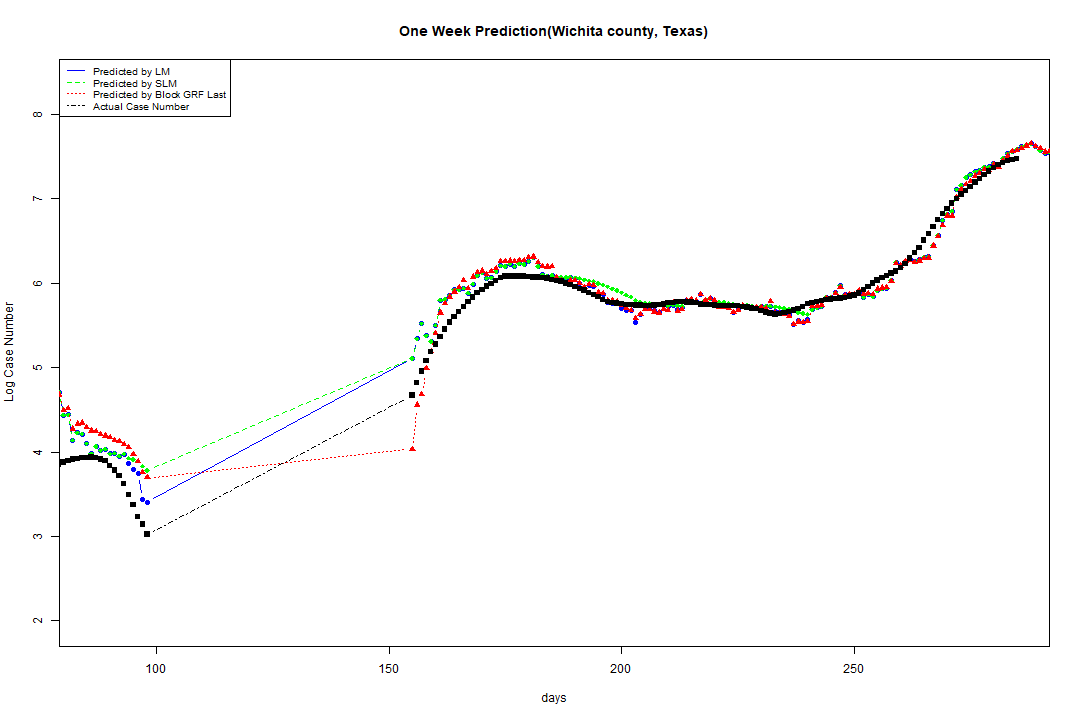 One Week Prediction(Wichita county, Texas)
Predicted by LM
Predicted by SLM
Predicted by Block GRF Last
Actual Case Number
8
7
6
5
4
3
2
Log Case Number
100 150 200 250
days